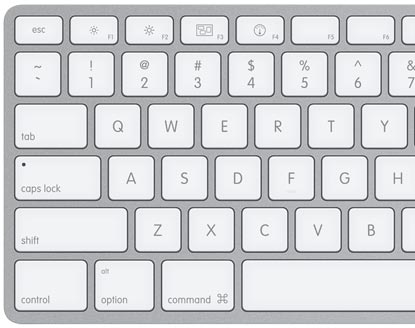 esc F1 F2 F3 F4 F5 F6
~ ! @ # $ % ^ &
` 1 2 3 4 5 6 7
tab Q W E R T Y
caps lock A S D F G H
shift Z X C V B
alt
control option command ⌘